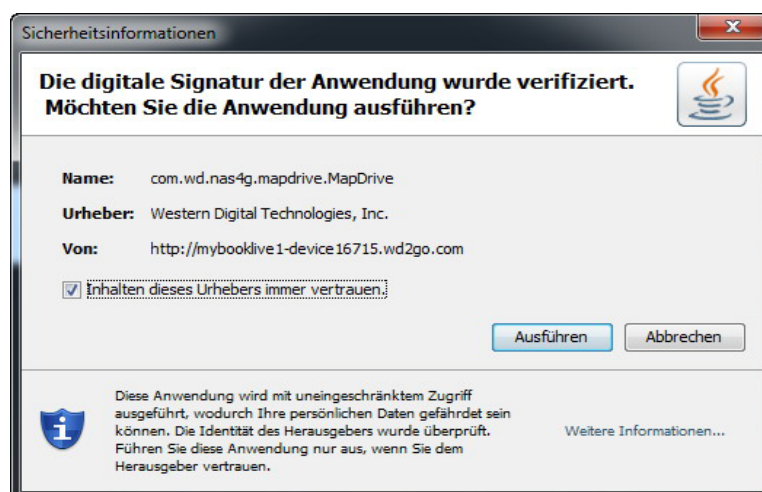 Sicherheitsinformationen
Die digitale Signatur der Anwendung wurde verifiziert.
Möchten Sie die Anwendung ausführen?
Name: com.wd.nas4g.mapdrive.MapDrive
Urheber: Western Digital Technologies, Inc.
Von: http://mybooklive1-device16715.wd2go.com
Inhalten dieses Urhebers immer vertrauen.
Ausführen Abbrechen
Diese Anwendung wird mit uneingeschränktem Zugriff
ausgeführt, wodurch Ihre persönlichen Daten gefährdet sein
können. Die Identität des Herausgebers wurde überprüft.
Führen Sie diese Anwendung nur aus, wenn Sie dem
Herausgeber vertrauen.
Weitere Informationen...